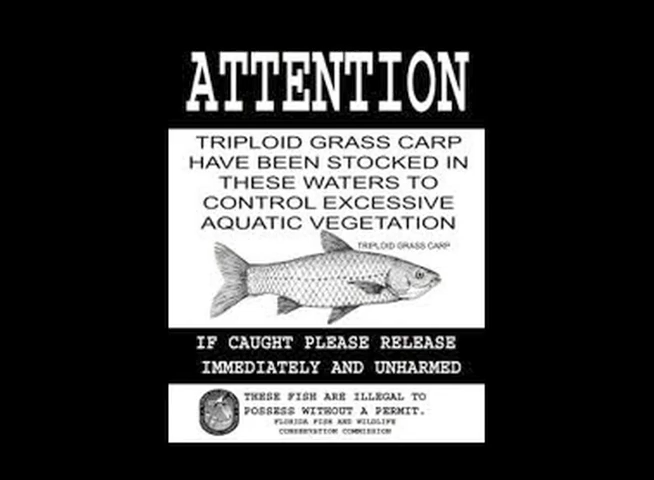 ATTENTION
TRIPLOID GRASS CARP
HAVE BEEN STOCKED IN
THESE WATERS TO
CONTROL EXCESSIVE
AQUATIC VEGETATION
TRIPLOID GRASS CARP
IF CAUGHT PLEASE RELEASE
IMMEDIATELY AND UNHARMED
THESE FISH ARE ILLEGAL TO
POSSESS WITHOUT A PERMIT.
FLORIDA FISH AND WILDLIFE
CONSERVATION COMMISSION